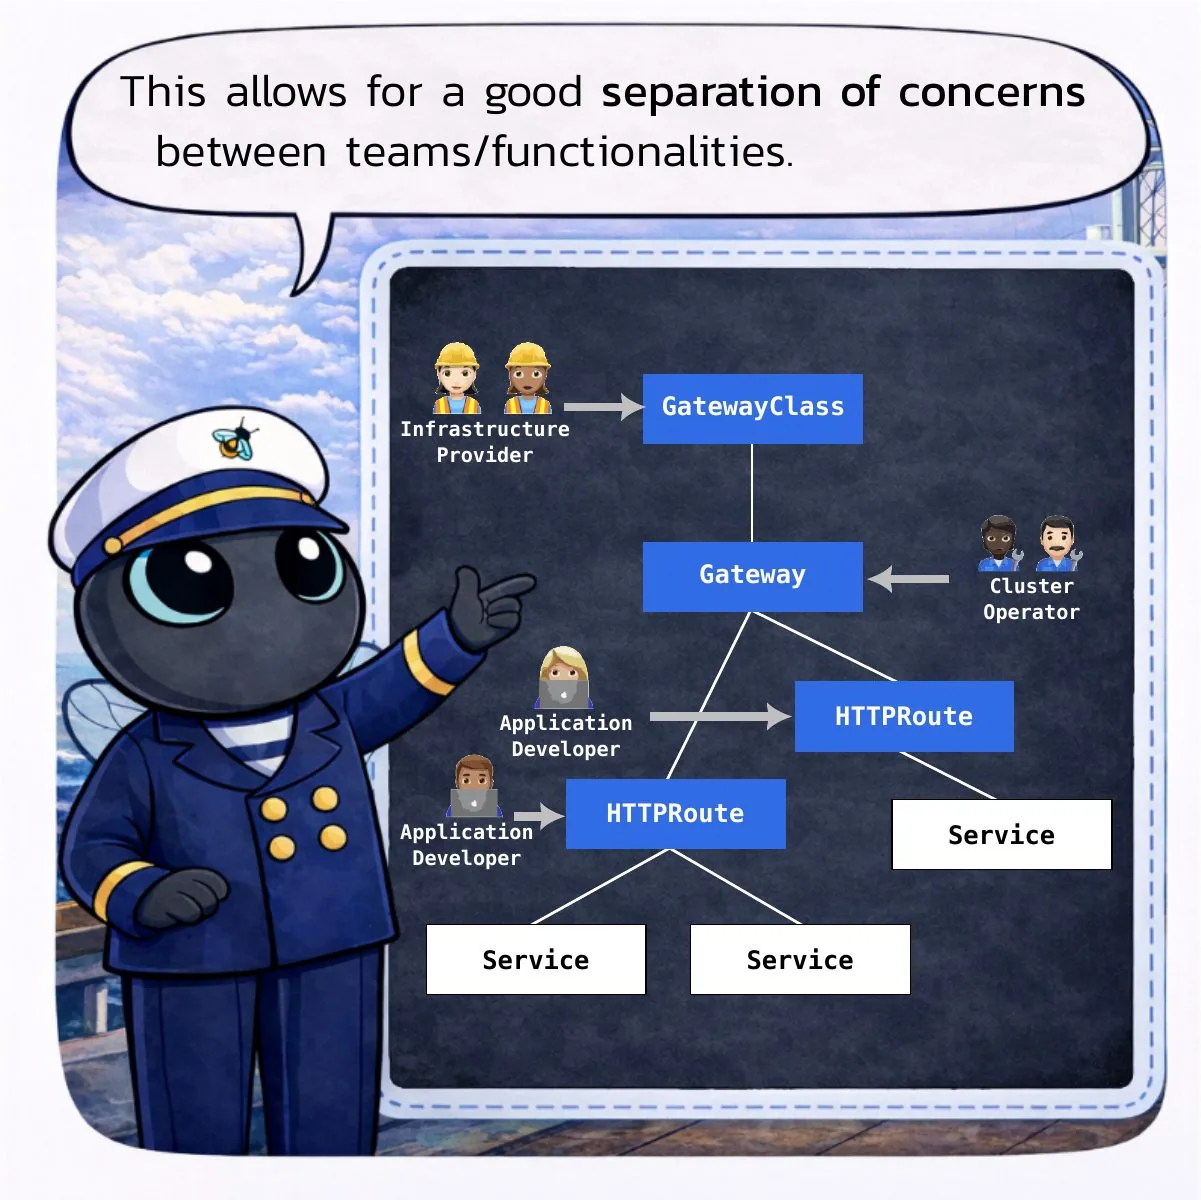 This allows for a good separation of concerns
between teams/functionalities.
Infrastructure
Provider
GatewayClass
Gateway
Cluster
Operator
Application
Developer
HTTPRoute
Application
Developer
HTTPRoute
Service
Service
Service